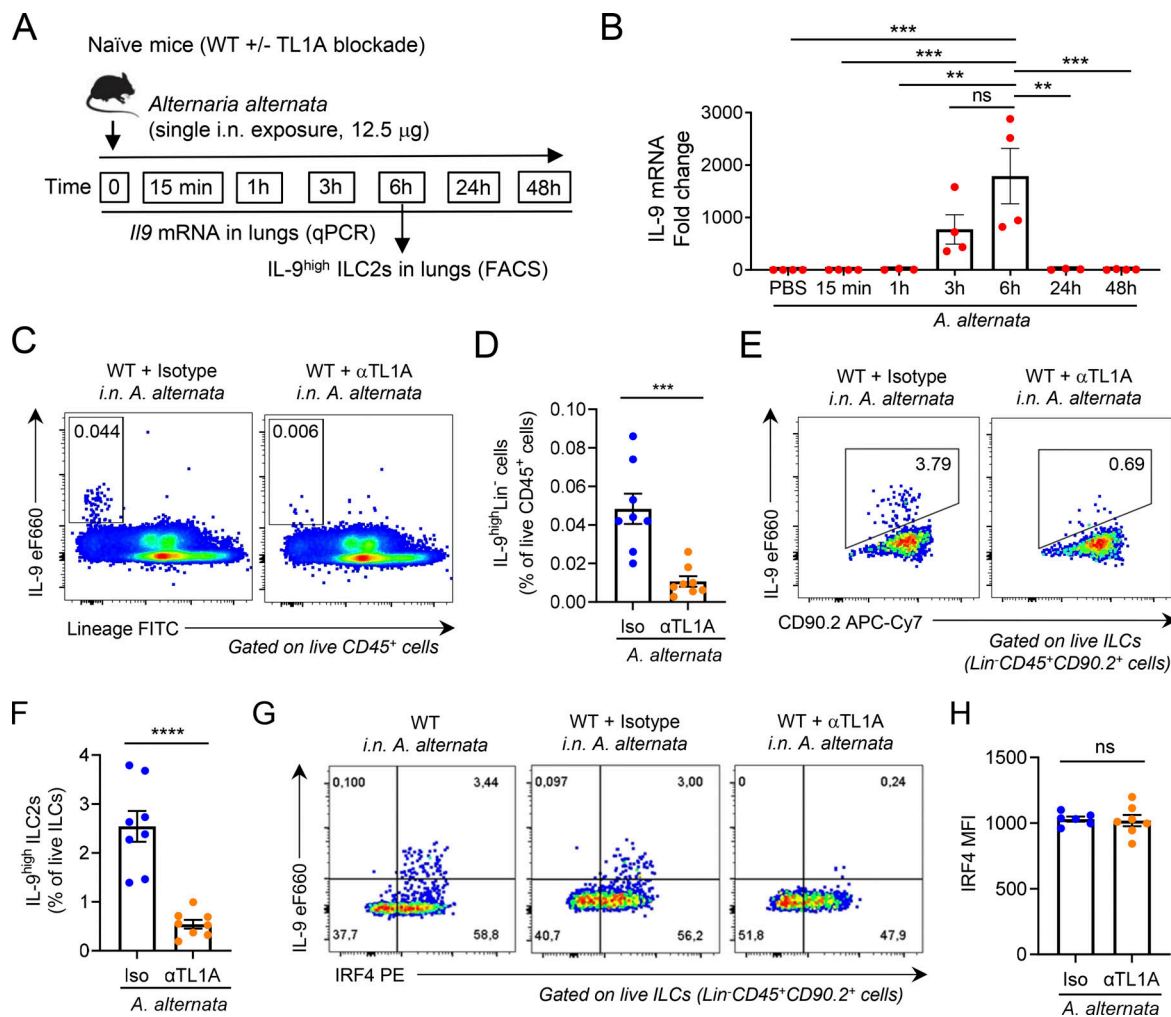 A
Naïve mice (WT +/- TL1A blockade)
Alternaria alternata
(single i.n. exposure, 12.5 µg)
Time 0 15 min 1h 3h 6h 24h 48h
Il9 mRNA in lungs (qPCR)
IL-9high ILC2s in lungs (FACS)
B
***
*** ***
** **
ns
IL-9 mRNA
Fold change
3000
2000
1000
0
PBS 15 min 1h 3h 6h 24h 48h
A. alternata
C
WT + Isotype WT + αTL1A
i.n. A. alternata i.n. A. alternata
0.044 0.006
IL-9 eF660
Lineage FITC
Gated on live CD45+ cells
D
***
IL-9highLin- cells
(% of live CD45+ cells)
0.10
0.08
0.06
0.04
0.02
0.00
Iso αTL1A
A. alternata
E
WT + Isotype WT + αTL1A
i.n. A. alternata i.n. A. alternata
3.79 0.69
IL-9 eF660
CD90.2 APC-Cy7
Gated on live ILCs
(Lin-CD45+CD90.2+ cells)
F
****
IL-9high ILC2s
(% of live ILCs)
4
3
2
1
0
Iso αTL1A
A. alternata
G
WT WT + Isotype WT + αTL1A
i.n. A. alternata i.n. A. alternata i.n. A. alternata
0,100 3,44 0,097 3,00 0 0,24
IL-9 eF660
37,7 58,8 40,7 56,2 51,8 47,9
IRF4 PE
Gated on live ILCs (Lin-CD45+CD90.2+ cells)
H
ns
IRF4 MFI
1500
1000
500
0
Iso αTL1A
A. alternata